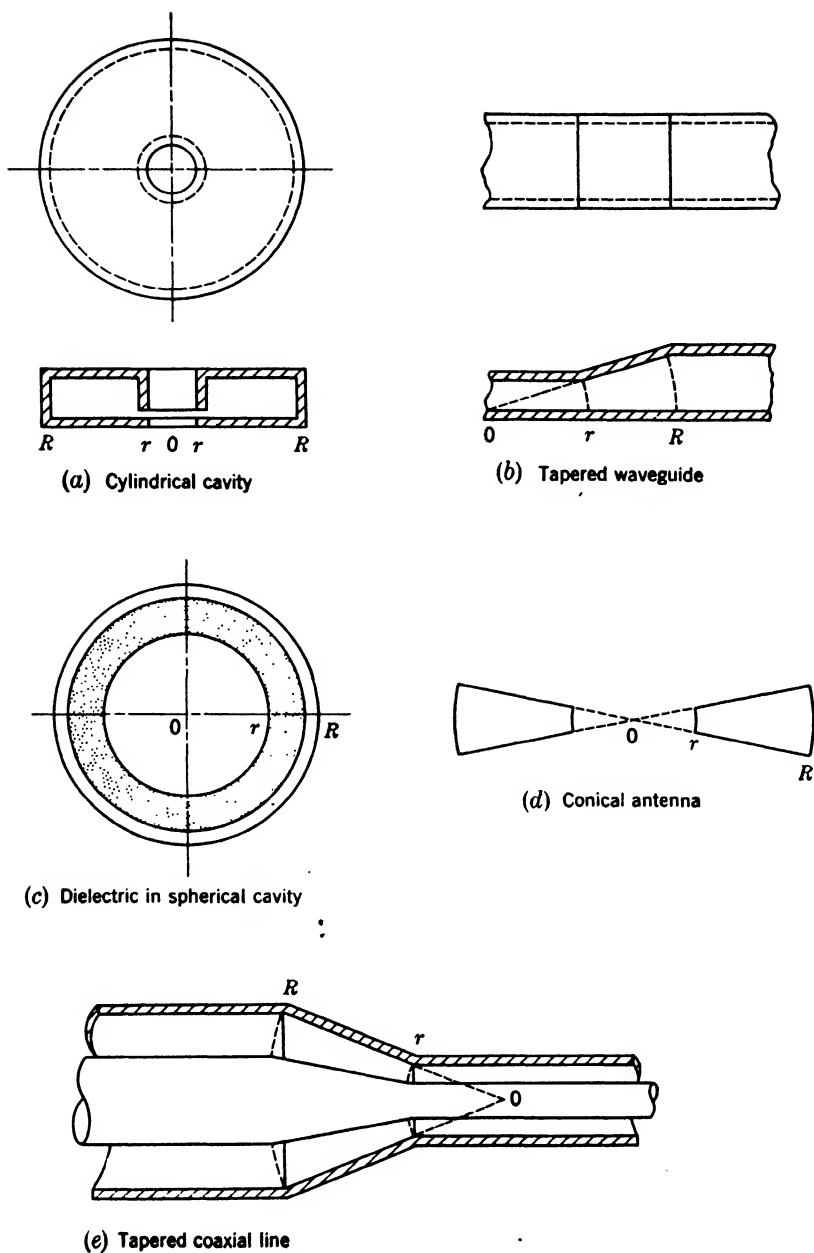 R r 0 r R
(a) Cylindrical cavity
0 r R
(b) Tapered waveguide
0 r R
(c) Dielectric in spherical cavity
0 r R
(d) Conical antenna
R
r
0
(e) Tapered coaxial line